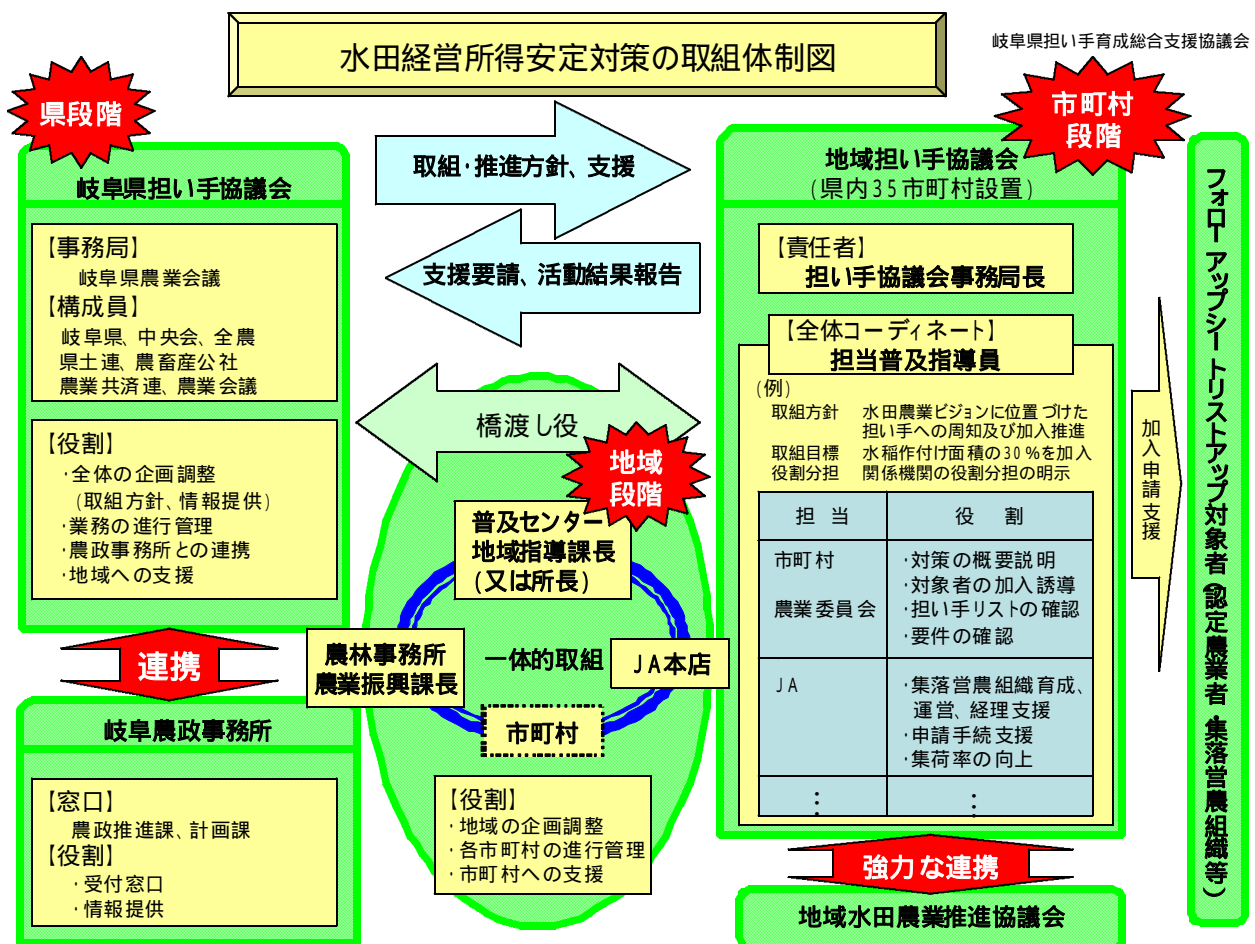 水田経営所得安定対策の取組体制図
岐阜県担い手育成総合支援協議会
県段階
岐阜県担い手協議会
【事務局】
岐阜県農業会議
【構成員】
岐阜県、中央会、全農
県土連、農畜産公社
農業共済連、農業会議
【役割】
・全体の企画調整
(取組方針、情報提供)
・業務の進行管理
・農政事務所との連携
・地域への支援
連携
岐阜農政事務所
【窓口】
農政推進課、計画課
【役割】
・受付窓口
・情報提供
取組・推進方針、支援
支援要請、活動結果報告
橋渡し役
地域
段階
普及センター
地域指導課長
(又は所長)
農林事務所
農業振興課長
一体的取組
JA本店
市町村
【役割】
・地域の企画調整
・各市町村の進行管理
・市町村への支援
市町村
段階
地域担い手協議会
(県内35市町村設置)
【責任者】
担い手協議会事務局長
【全体コーディネート】
担当普及指導員
(例)
取組方針 水田農業ビジョンに位置づけた
担い手への周知及び加入推進
取組目標 水稲作付け面積の30%を加入
役割分担 関係機関の役割分担の明示
担 当 役 割
市町村 ・対策の概要説明
・対象者の加入誘導
農業委員会 ・担い手リストの確認
・要件の確認
JA ・集落営農組織育成、
運営、経理支援
・申請手続支援
・集荷率の向上
： ：
強力な連携
地域水田農業推進協議会
加入申請支援
フォローアップシートリストアップ対象者(認定農業者・集落営農組織等)